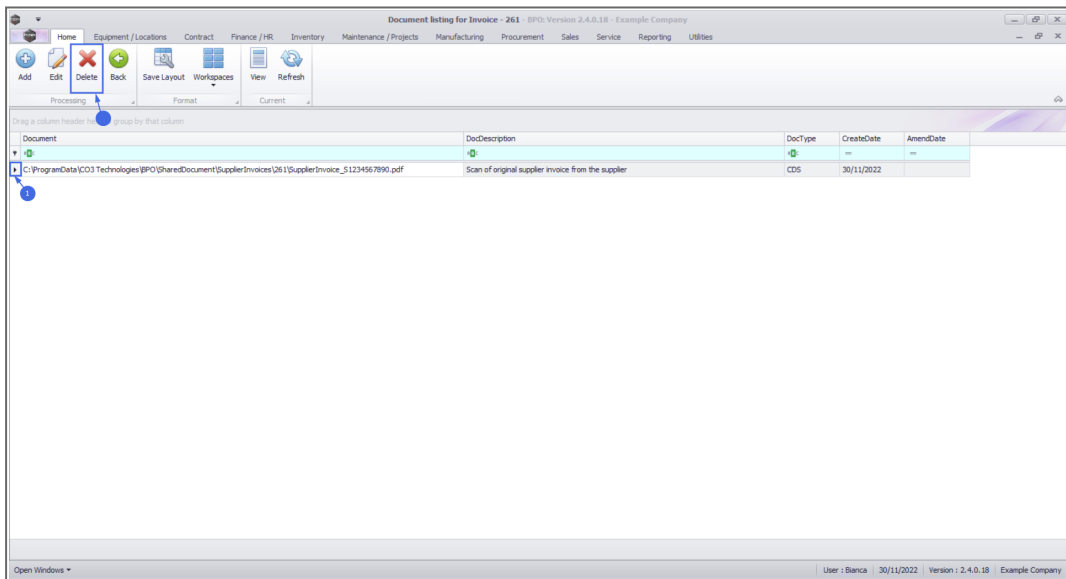 Document listing for Invoice - 261 - BPO: Version 2.4.0.18 - Example Company
Home Equipment / Locations Contract Finance / HR Inventory Maintenance / Projects Manufacturing Procurement Sales Service Reporting Utilities
Add Edit Delete Back Save Layout Workspaces View Refresh
Processing Format Current
Drag a column header he group by that column
Document DocDescription DocType CreateDate AmendDate
C:\ProgramData\CO3 Technologies\BPO\SharedDocument\SupplierInvoices\261\SupplierInvoice_S1234567890.pdf Scan of original supplier invoice from the supplier CDS 30/11/2022
1
Open Windows User : Bianca 30/11/2022 Version : 2.4.0.18 Example Company